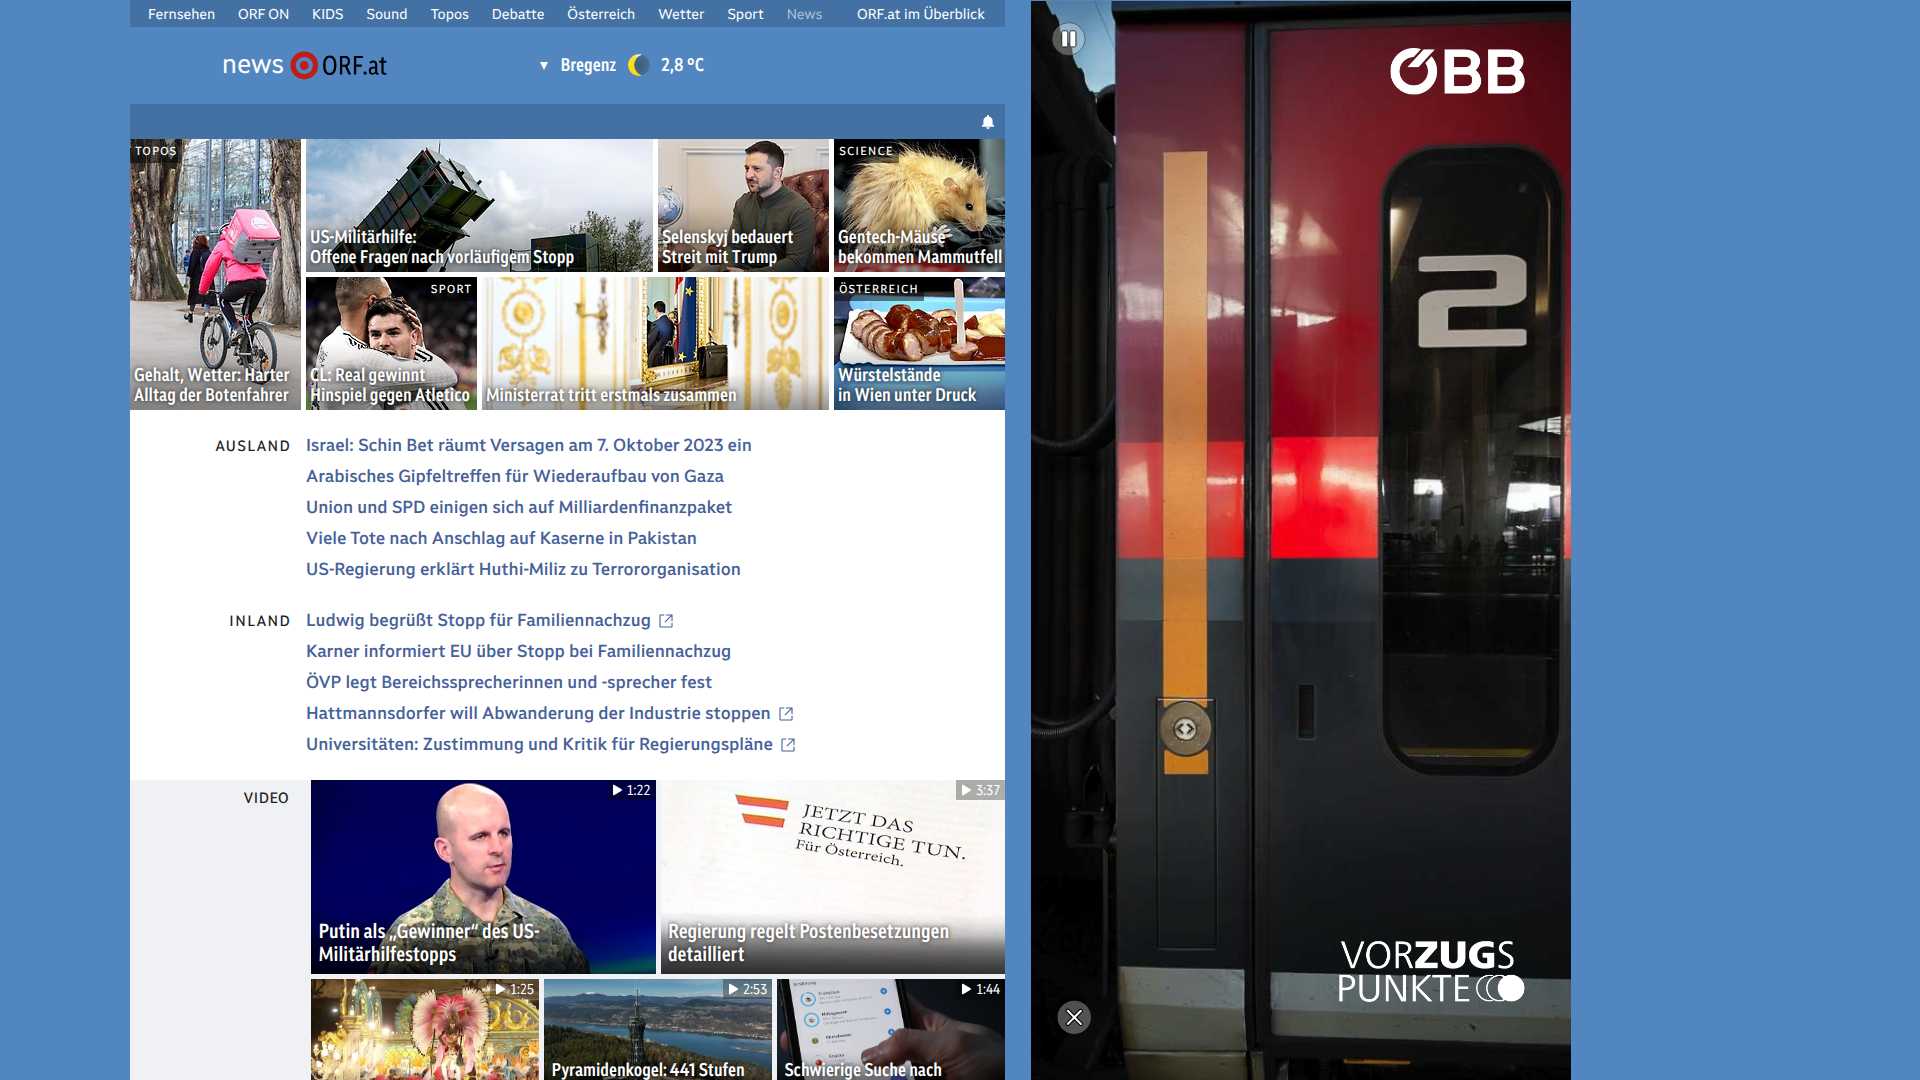 Fernsehen ORF ON KIDS Sound Topos Debatte Österreich Wetter Sport News ORF.at im Überblick
news ORF.at
▼ Bregenz 2,8 °C
TOPOS
Gehalt, Wetter: Harter
Alltag der Botenfahrer
US-Militärhilfe:
Offene Fragen nach vorläufigem Stopp
Selenskyj bedauert
Streit mit Trump
SCIENCE
Gentech-Mäuse
bekommen Mammutfell
SPORT
CL: Real gewinnt
Hinspiel gegen Atletico
Ministerrat tritt erstmals zusammen
ÖSTERREICH
Würstelstände
in Wien unter Druck
AUSLAND
Israel: Schin Bet räumt Versagen am 7. Oktober 2023 ein
Arabisches Gipfeltreffen für Wiederaufbau von Gaza
Union und SPD einigen sich auf Milliardenfinanzpaket
Viele Tote nach Anschlag auf Kaserne in Pakistan
US-Regierung erklärt Huthi-Miliz zu Terrororganisation
INLAND
Ludwig begrüßt Stopp für Familiennachzug
Karner informiert EU über Stopp bei Familiennachzug
ÖVP legt Bereichssprecherinnen und -sprecher fest
Hattmannsdorfer will Abwanderung der Industrie stoppen
Universitäten: Zustimmung und Kritik für Regierungspläne
VIDEO
1:22
Putin als „Gewinner“ des US-
Militärhilfestopps
3:37
JETZT DAS
RICHTIGE TUN.
Für Österreich.
Regierung regelt Postenbesetzungen
detailliert
1:25
2:53
Pyramidenkogel: 441 Stufen
1:44
Schwierige Suche nach
ÖBB
2
VORZUGS
PUNKTE